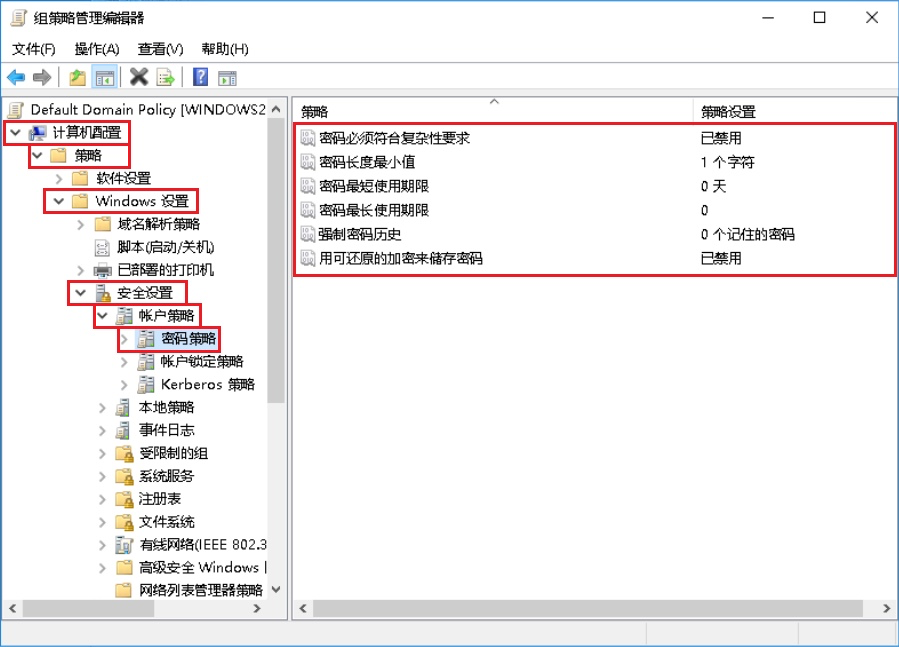 组策略管理编辑器
文件(F) 操作(A) 查看(V) 帮助(H)
Default Domain Policy [WINDOWS2
计算机配置
策略
软件设置
Windows 设置
域名解析策略
脚本(启动/关机)
已部署的打印机
安全设置
帐户策略
密码策略
帐户锁定策略
Kerberos 策略
本地策略
事件日志
受限制的组
系统服务
注册表
文件系统
有线网络(IEEE 802.3
高级安全 Windows
网络列表管理器策略
策略 策略设置
密码必须符合复杂性要求 已禁用
密码长度最小值 1 个字符
密码最短使用期限 0 天
密码最长使用期限 0
强制密码历史 0 个记住的密码
用可还原的加密来储存密码 已禁用